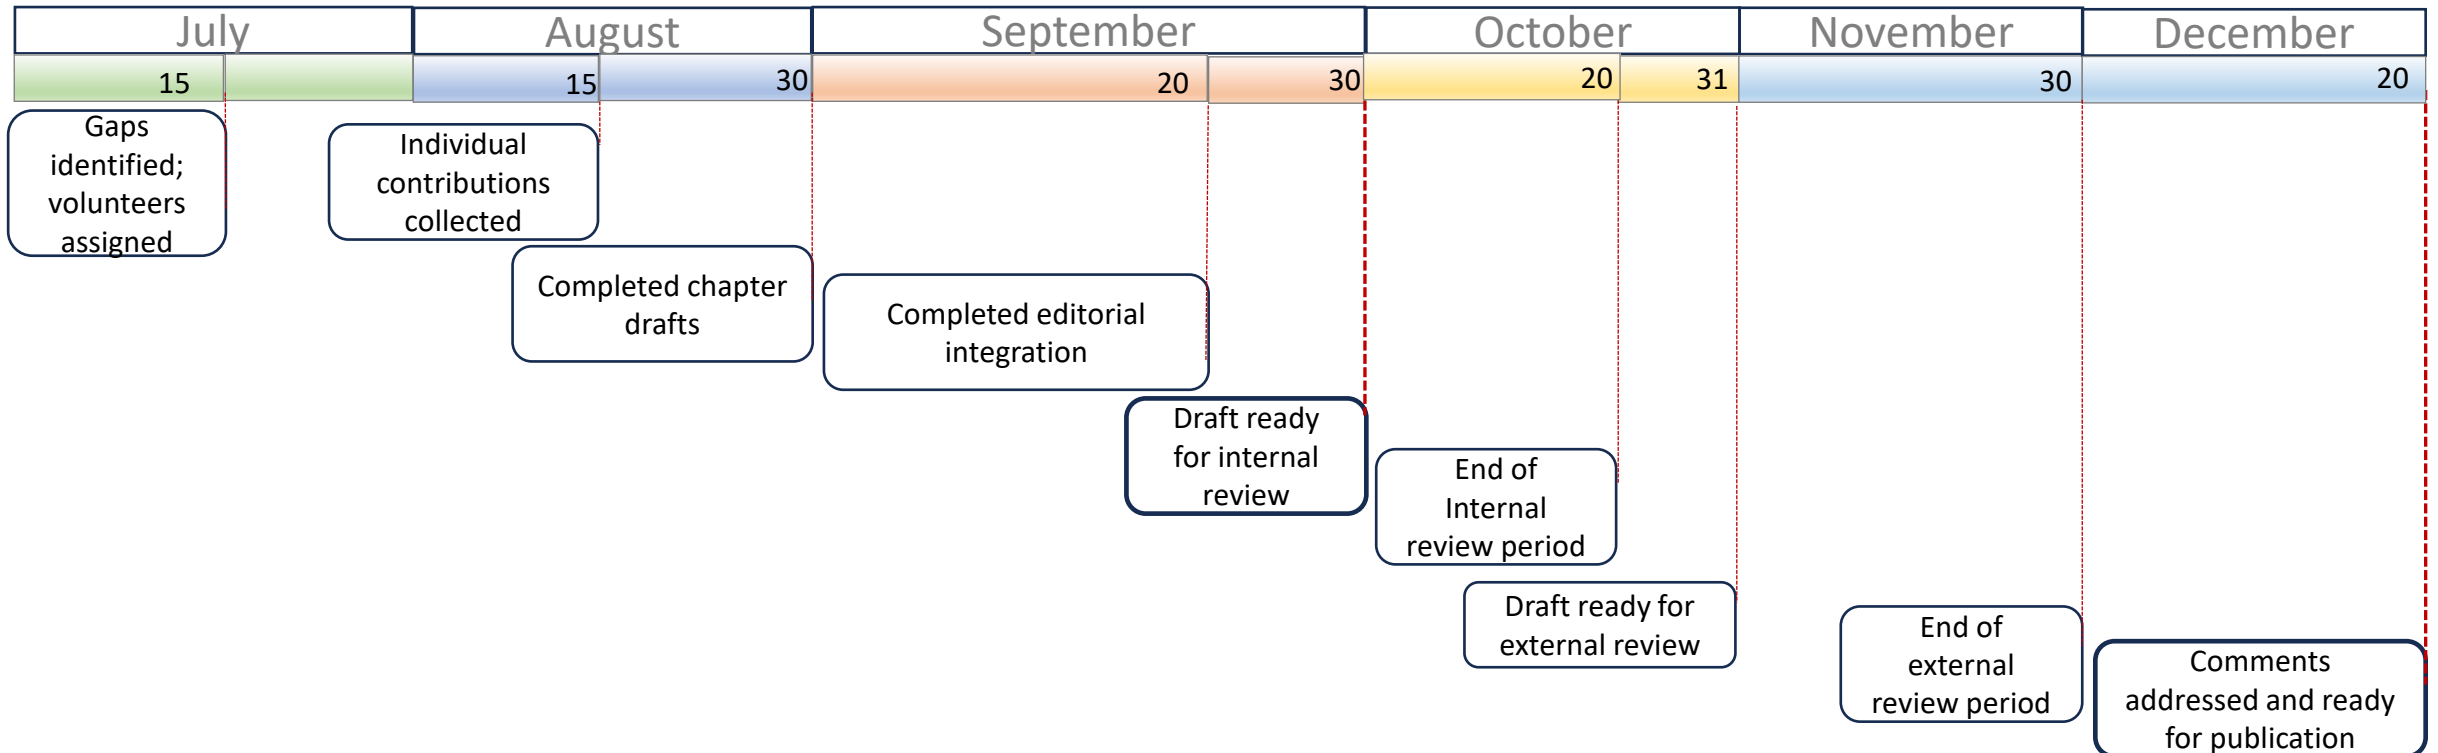 July August September October November December
15 15 30 20 30 20 31 30 20
Gaps
identified;
volunteers
assigned
Individual
contributions
collected
Completed chapter
drafts
Completed editorial
integration
Draft ready
for internal
review
End of
Internal
review period
Draft ready for
external review
End of
external
review period
Comments
addressed and ready
for publication